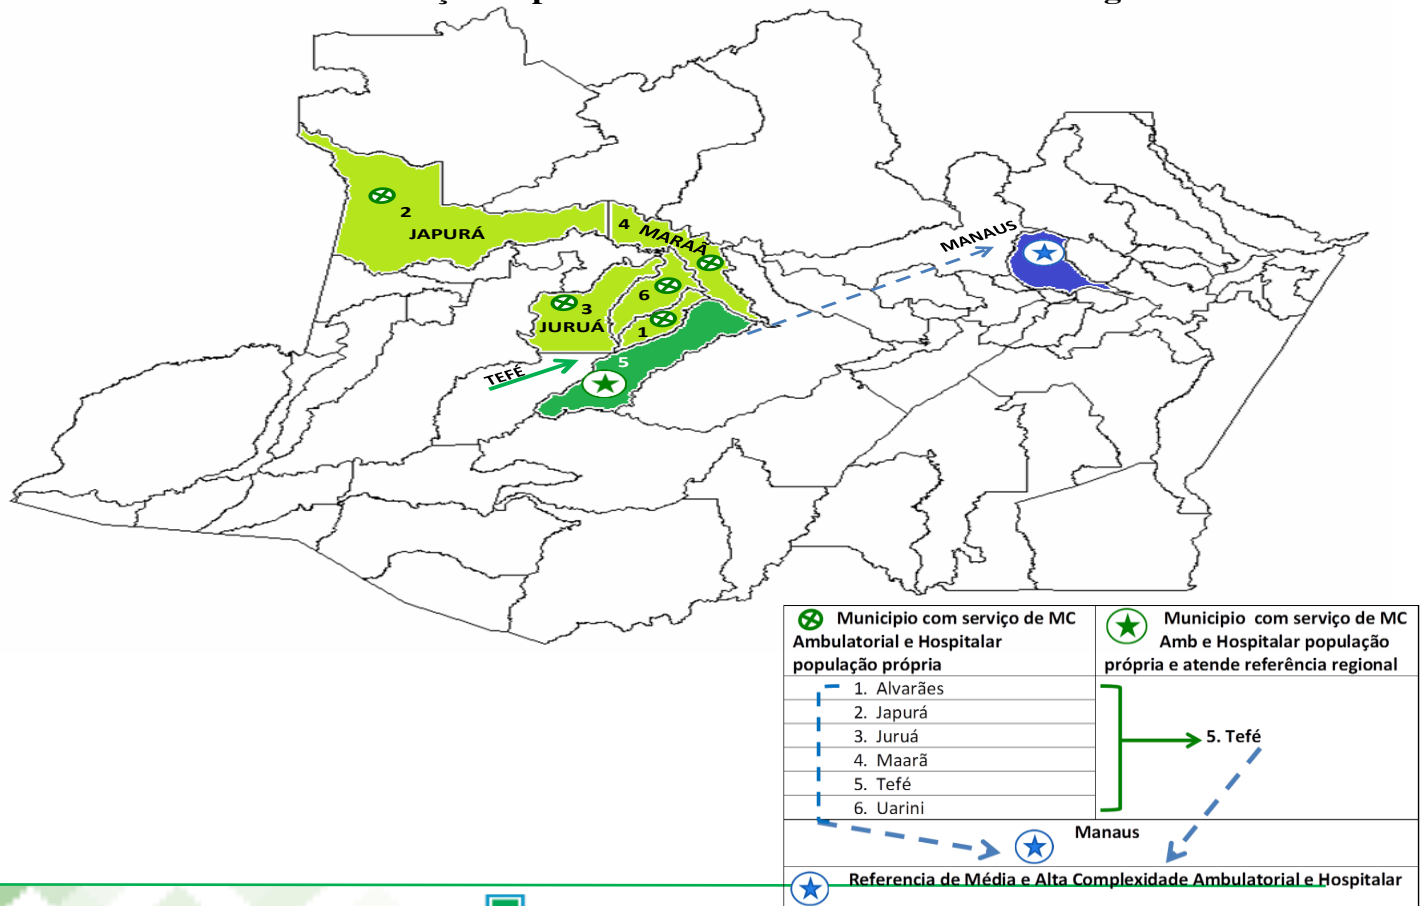 2
JAPURÁ
4 MARAÃ
MANAUS
6
3
JURUÁ
1
5
TEFÉ
Municipio com serviço de MC
Ambulatorial e Hospitalar
população própria
Municipio com serviço de MC
Amb e Hospitalar população
própria e atende referência regional
1. Alvarães
2. Japurá
3. Juruá
4. Maarã
5. Tefé
6. Uarini
5. Tefé
Manaus
Referencia de Média e Alta Complexidade Ambulatorial e Hospitalar